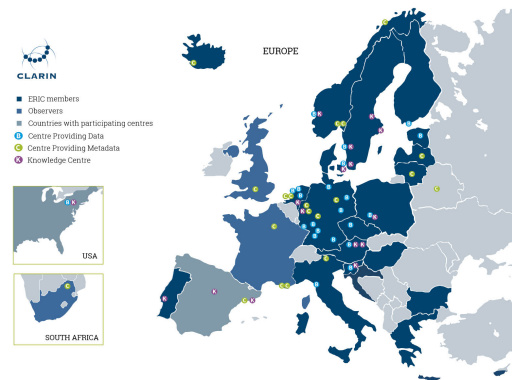 EUROPE
CLARIN
ERIC members
Observers
Countries with participating centres
B Centre Providing Data
C Centre Providing Metadata
K Knowledge Centre
USA
SOUTH AFRICA